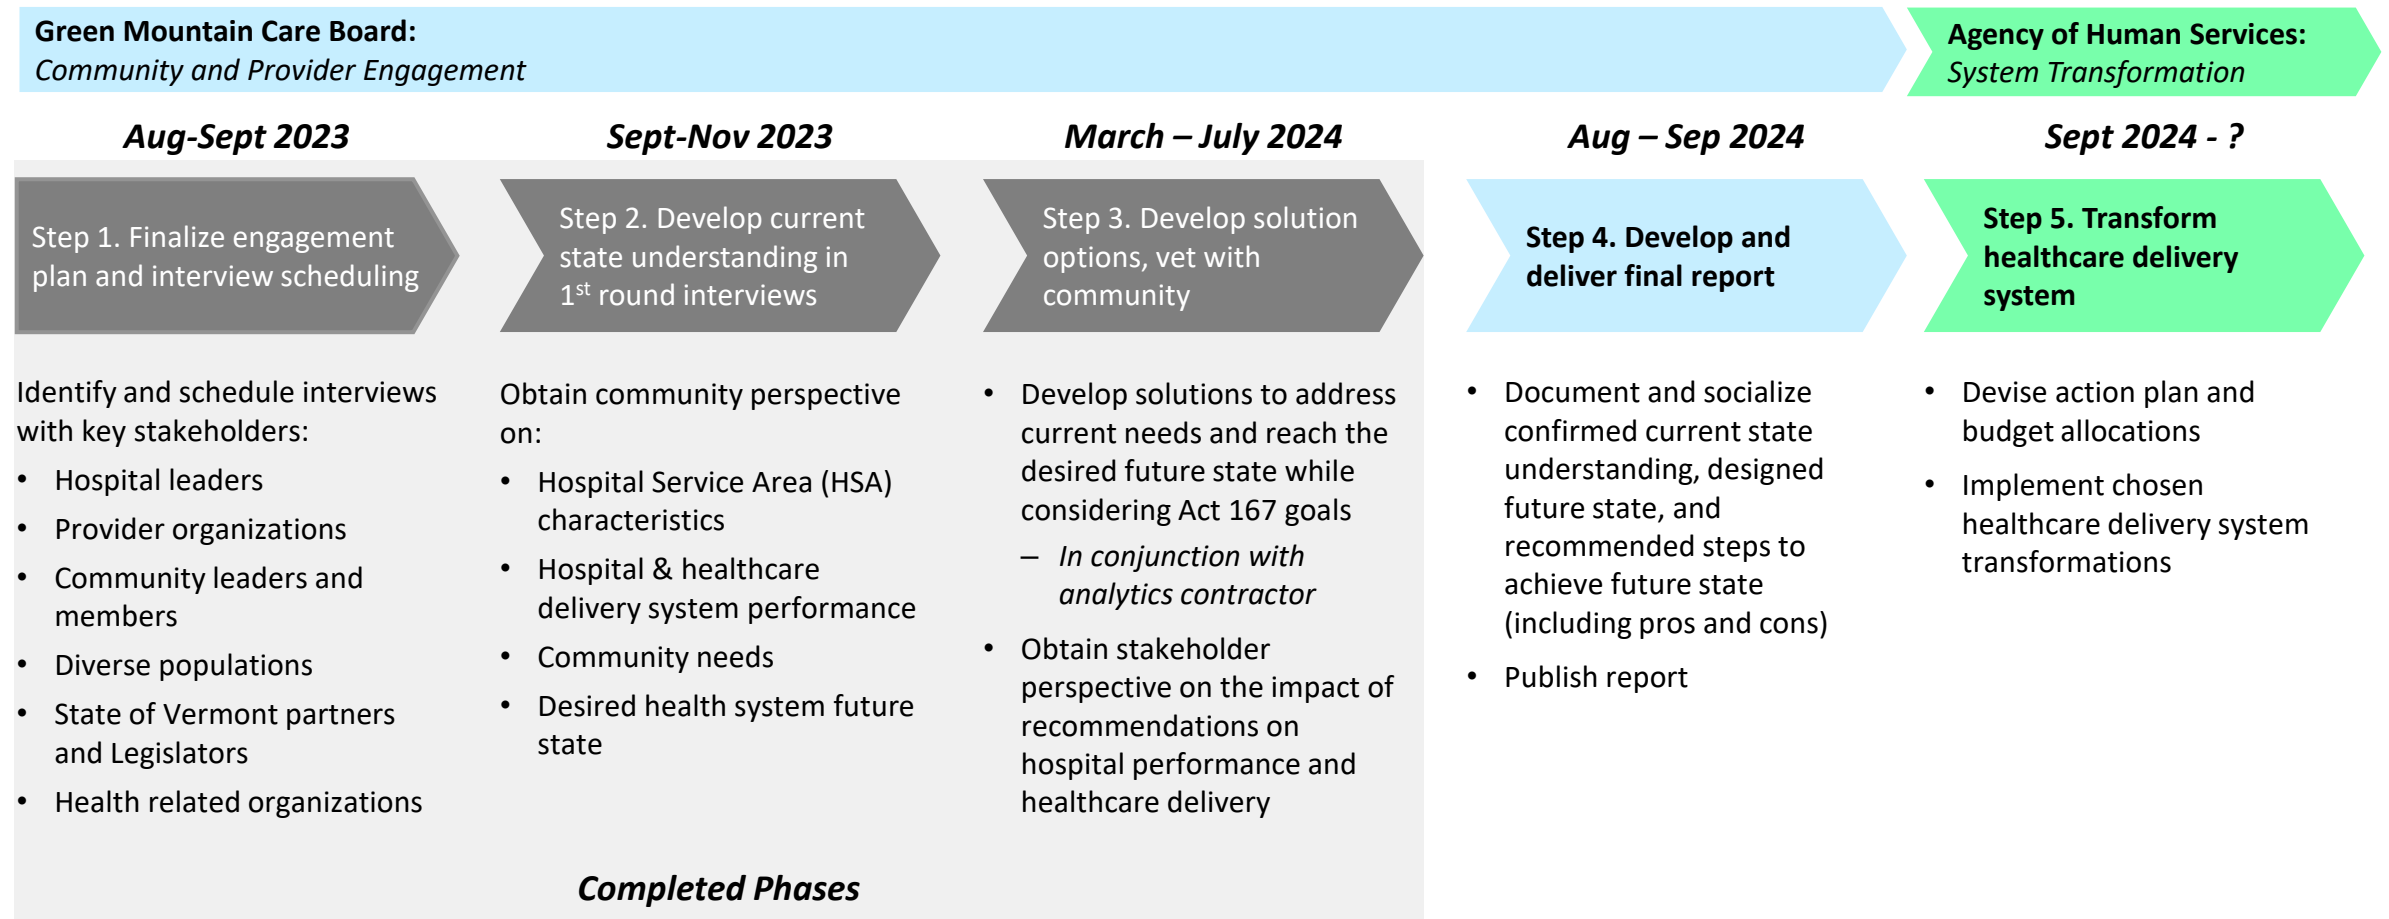 Green Mountain Care Board:
Community and Provider Engagement
Agency of Human Services:
System Transformation
Aug-Sept 2023
Step 1. Finalize engagement
plan and interview scheduling
Identify and schedule interviews
with key stakeholders:
• Hospital leaders
• Provider organizations
• Community leaders and
members
• Diverse populations
• State of Vermont partners
and Legislators
• Health related organizations
Sept-Nov 2023
Step 2. Develop current
state understanding in
1st round interviews
Obtain community perspective
on:
• Hospital Service Area (HSA)
characteristics
• Hospital & healthcare
delivery system performance
• Community needs
• Desired health system future
state
March – July 2024
Step 3. Develop solution
options, vet with
community
• Develop solutions to address
current needs and reach the
desired future state while
considering Act 167 goals
– In conjunction with
analytics contractor
• Obtain stakeholder
perspective on the impact of
recommendations on
hospital performance and
healthcare delivery
Completed Phases
Aug – Sep 2024
Step 4. Develop and
deliver final report
• Document and socialize
confirmed current state
understanding, designed
future state, and
recommended steps to
achieve future state
(including pros and cons)
• Publish report
Sept 2024 - ?
Step 5. Transform
healthcare delivery
system
• Devise action plan and
budget allocations
• Implement chosen
healthcare delivery system
transformations